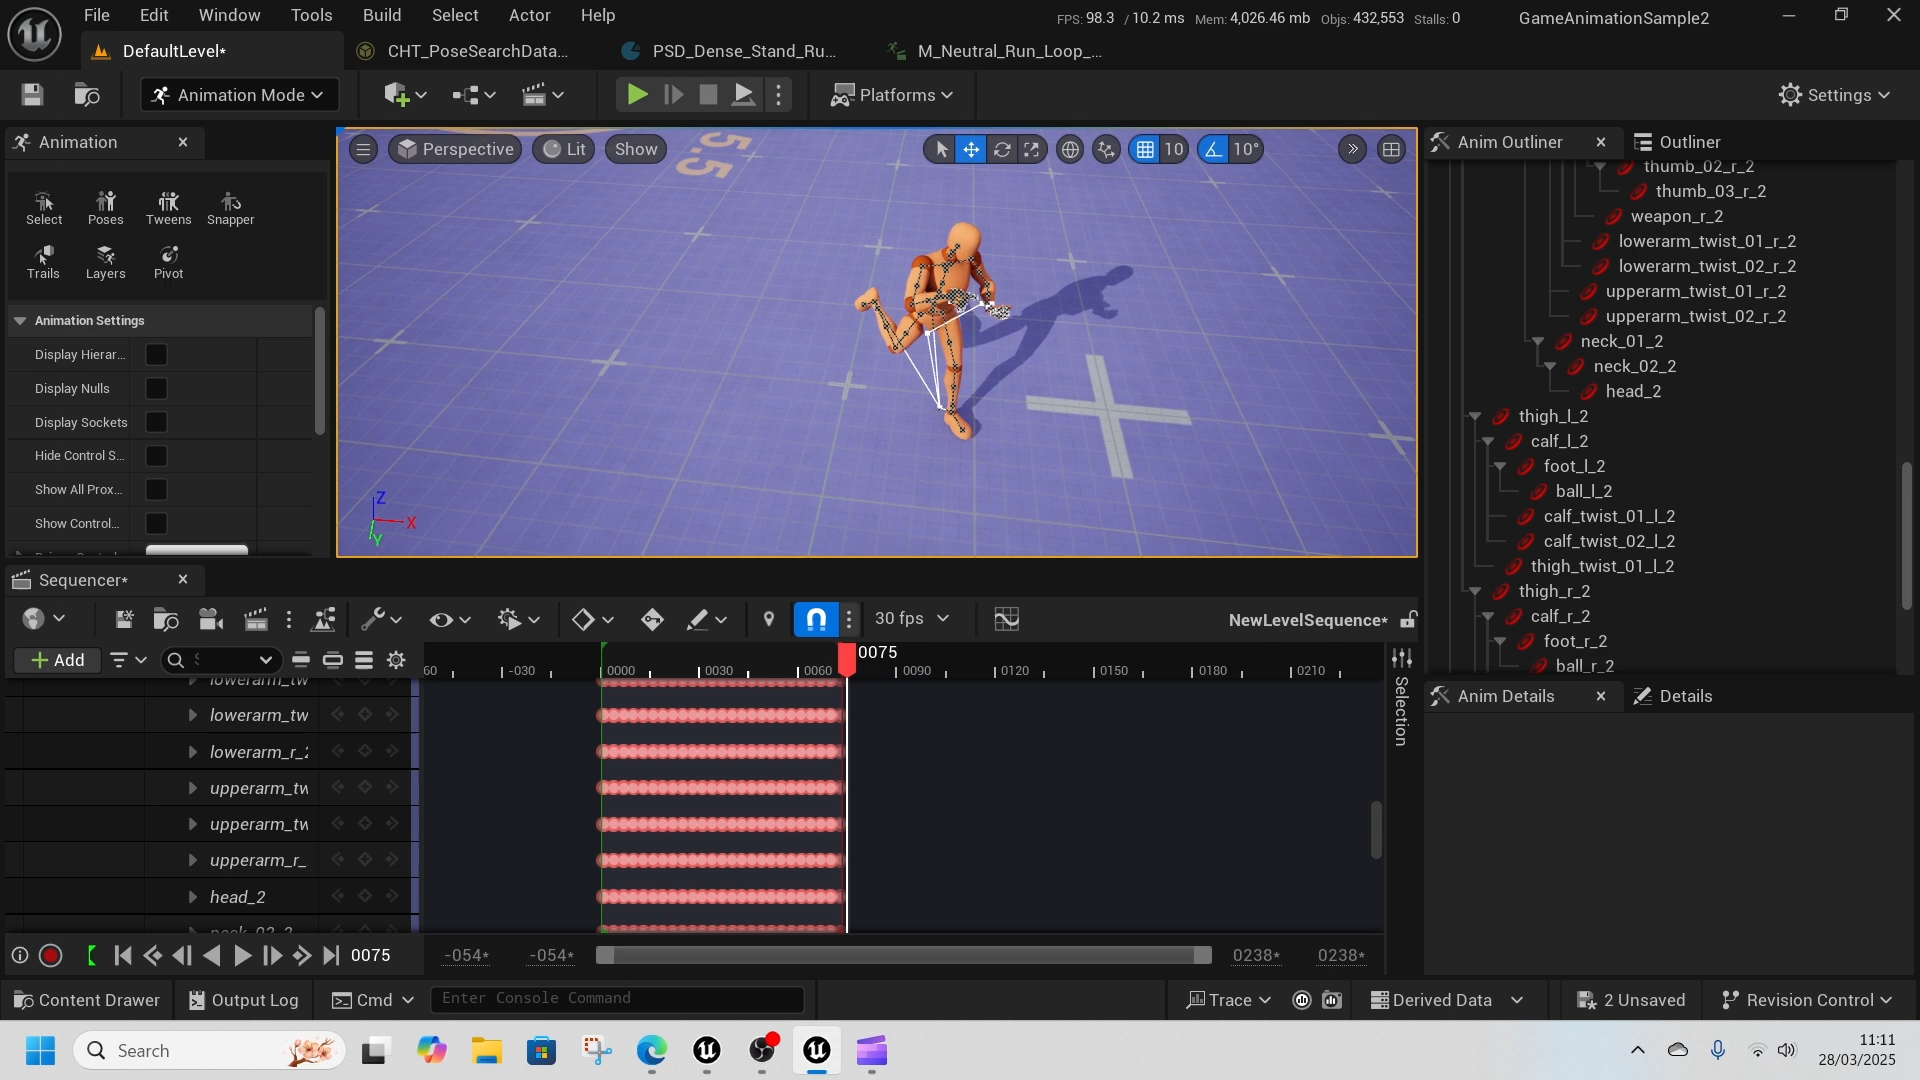 File Edit Window Tools Build Select Actor Help
FPS: 98.3 / 10.2 ms Mem: 4,026.46 mb Objs: 432,553 Stalls: 0
GameAnimationSample2
DefaultLevel*
CHT_PoseSearchData...
PSD_Dense_Stand_Ru...
M_Neutral_Run_Loop_...
Animation Mode
Platforms
Settings
Animation
Select Poses Tweens Snapper
Trails Layers Pivot
Animation Settings
Display Hierar...
Display Nulls
Display Sockets
Hide Control S...
Show All Prox...
Show Control...
Perspective Lit Show
10
10°
5.5
Z
X
Y
Anim Outliner
Outliner
thumb_02_r_2
thumb_03_r_2
weapon_r_2
lowerarm_twist_01_r_2
lowerarm_twist_02_r_2
upperarm_twist_01_r_2
upperarm_twist_02_r_2
neck_01_2
neck_02_2
head_2
thigh_l_2
calf_l_2
foot_l_2
ball_l_2
calf_twist_01_l_2
calf_twist_02_l_2
thigh_twist_01_l_2
thigh_r_2
calf_r_2
foot_r_2
ball_r_2
Anim Details
Details
Sequencer*
30 fps
NewLevelSequence*
Add
S
0075
60 -030 0000 0030 0060 0090 0120 0150 0180 0210
Selection
lowerarm_tw
lowerarm_tw
lowerarm_r_2
upperarm_tw
upperarm_tw
upperarm_r_
head_2
neck_02_2
0075
-054* -054* 0238* 0238*
Content Drawer
Output Log
Cmd
Enter Console Command
Trace
Derived Data
2 Unsaved
Revision Control
Search
11:11
28/03/2025